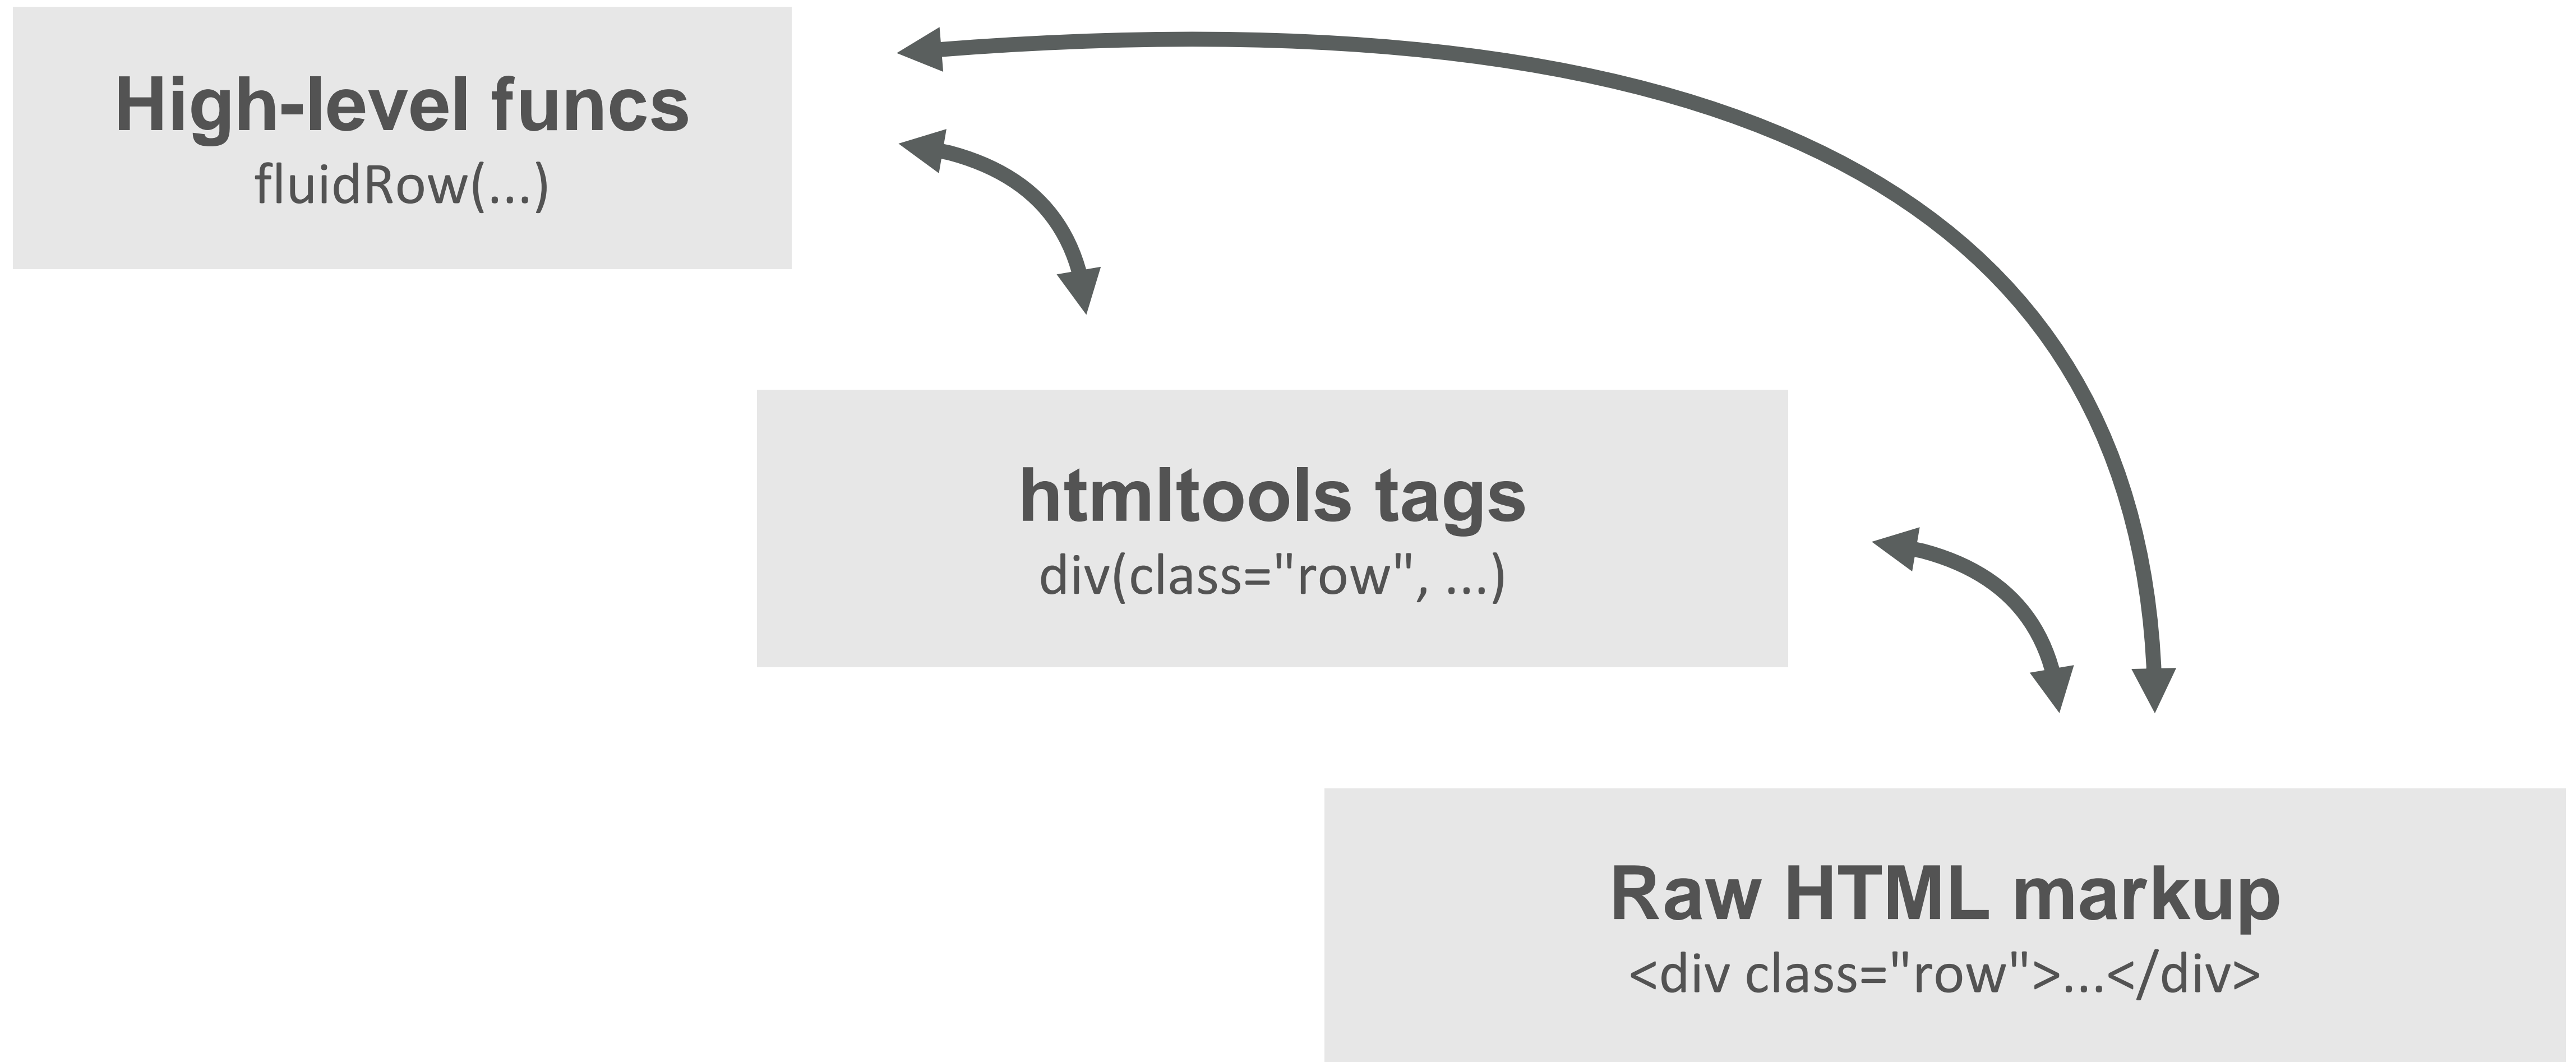 High-level funcs
fluidRow(...)
htmltools tags
div(class="row", ...)
Raw HTML markup
<div class="row">...</div>